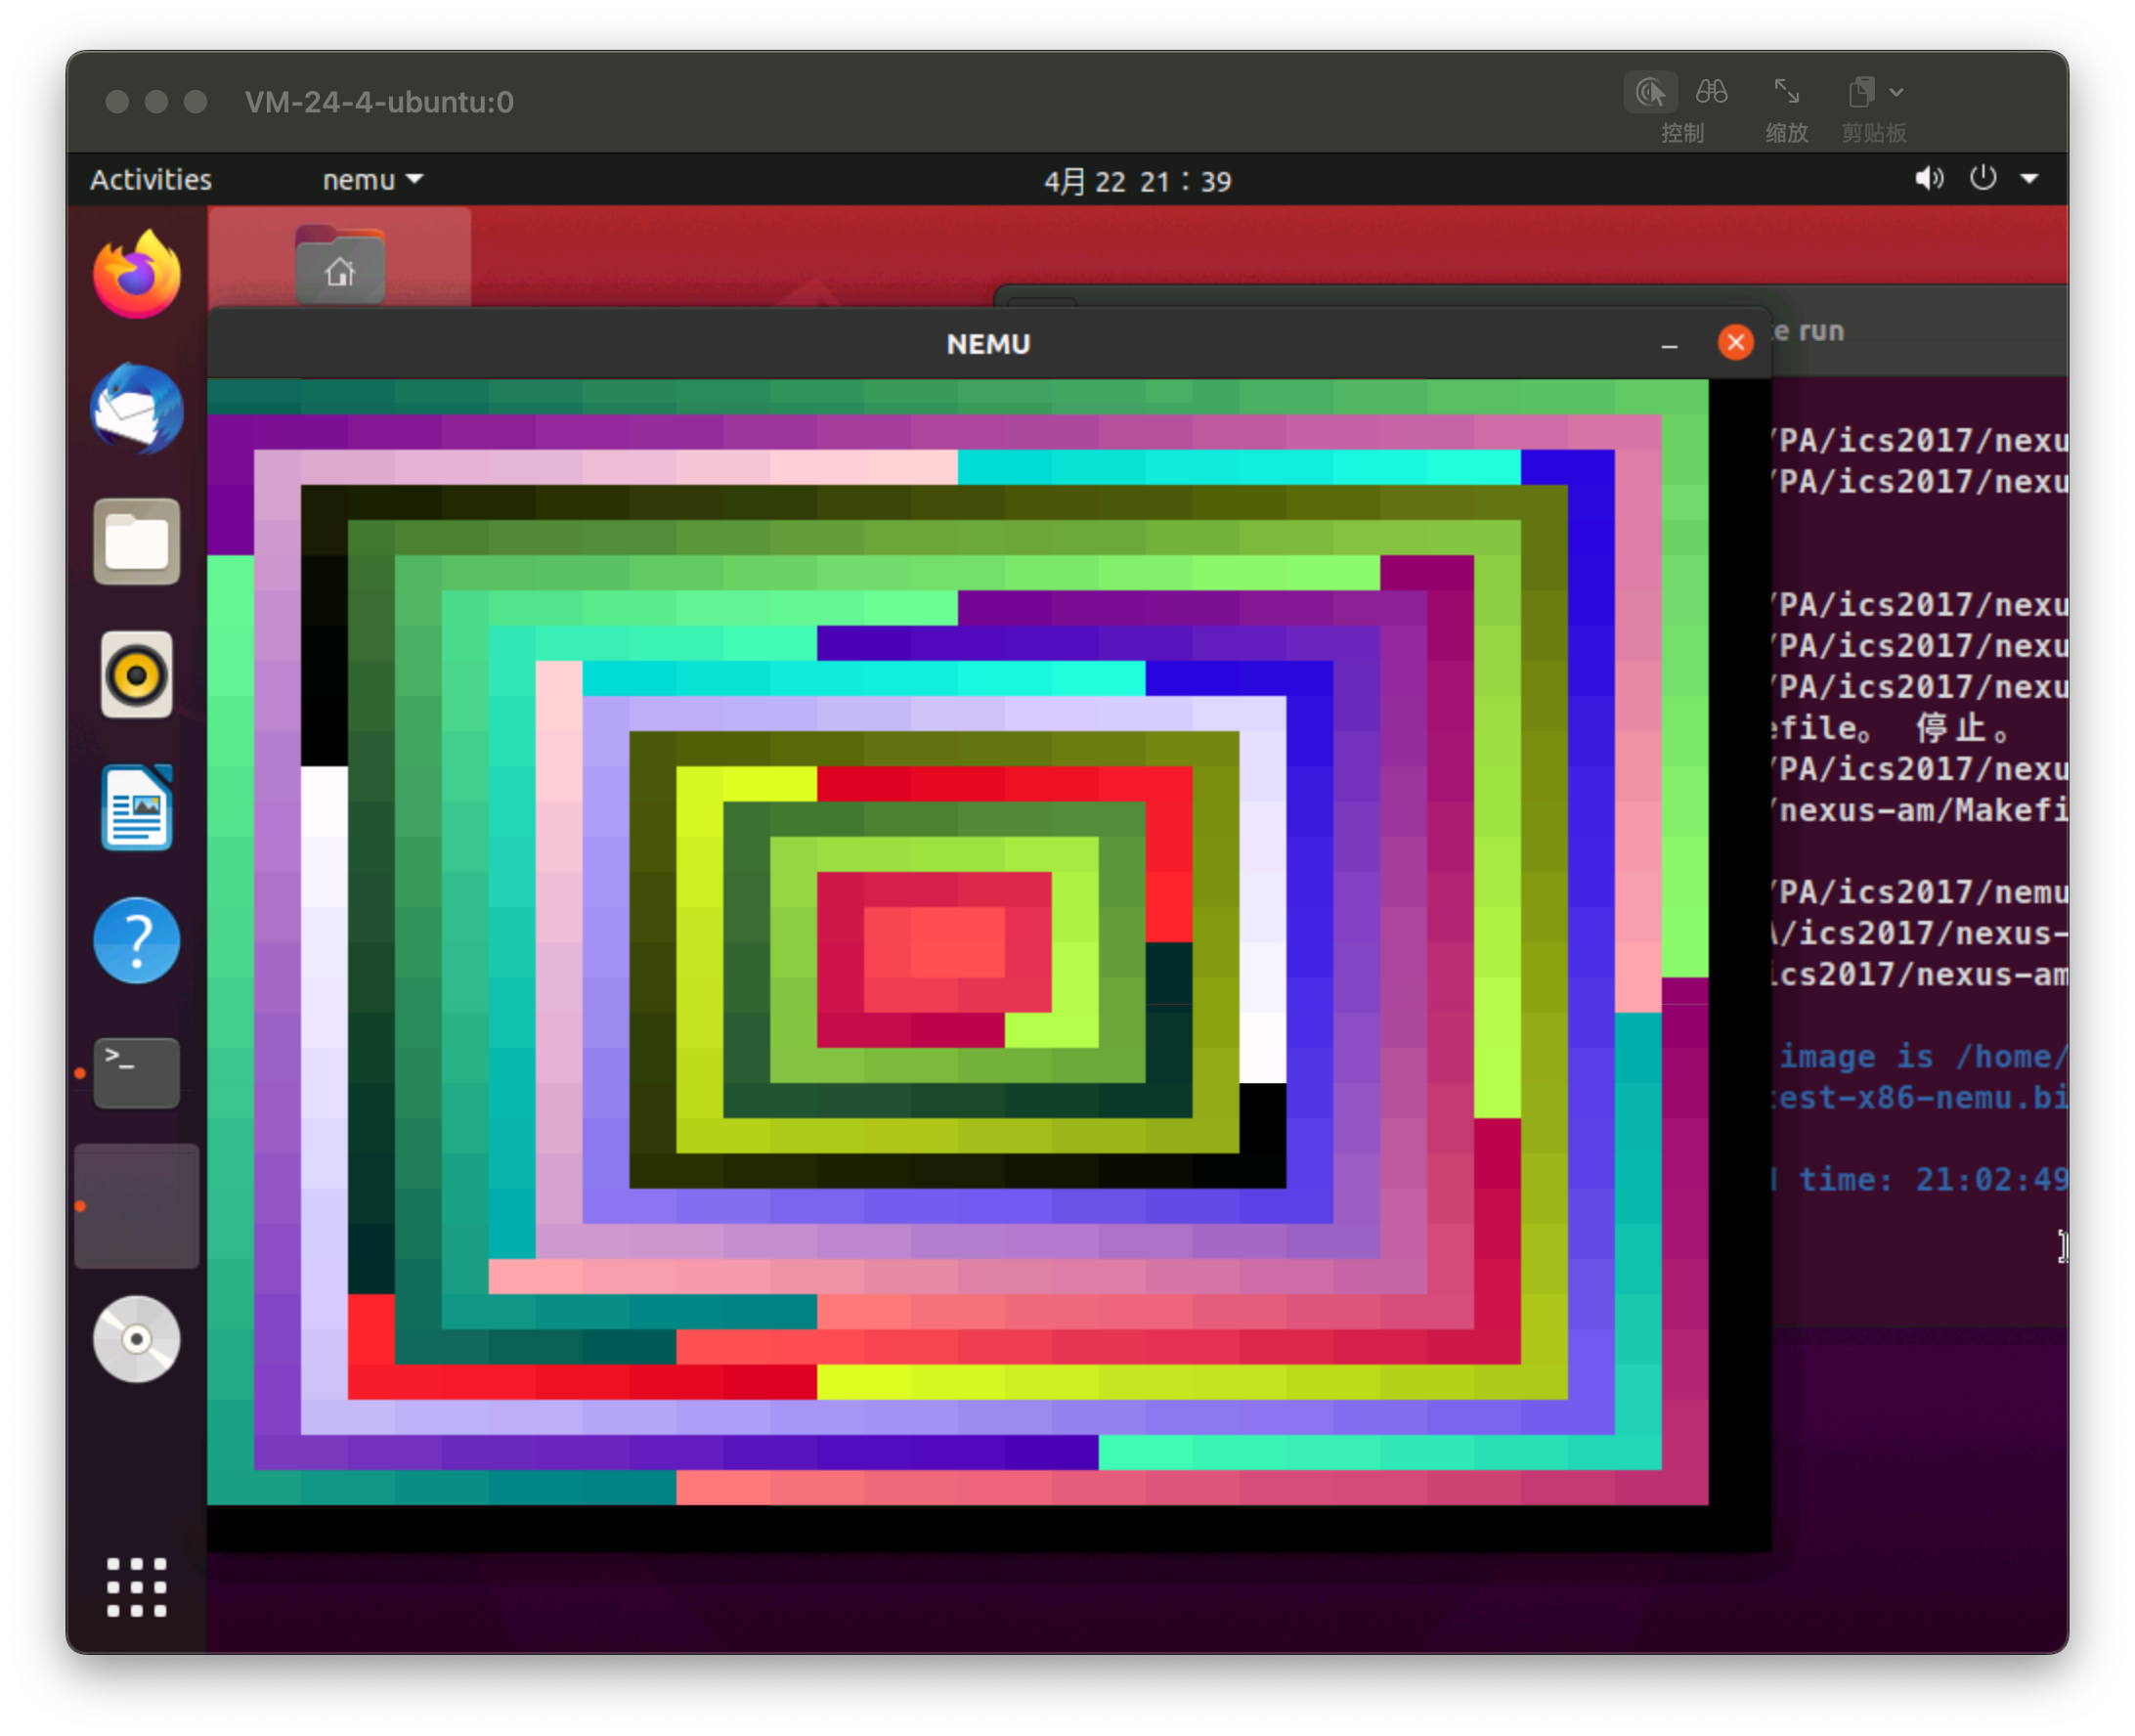 VM-24-4-ubuntu:0
控制
缩放
剪贴板
Activities
nemu
4月 22 21：39
NEMU
run
/PA/ics2017/nexu
/PA/ics2017/nexu
/PA/ics2017/nexu
/PA/ics2017/nexu
/PA/ics2017/nexu
efile。 停止。
/PA/ics2017/nexu
/nexus-am/Makefi
/PA/ics2017/nemu
/ics2017/nexus-
ics2017/nexus-am
image is /home/
test-x86-nemu.bi
time: 21:02:49